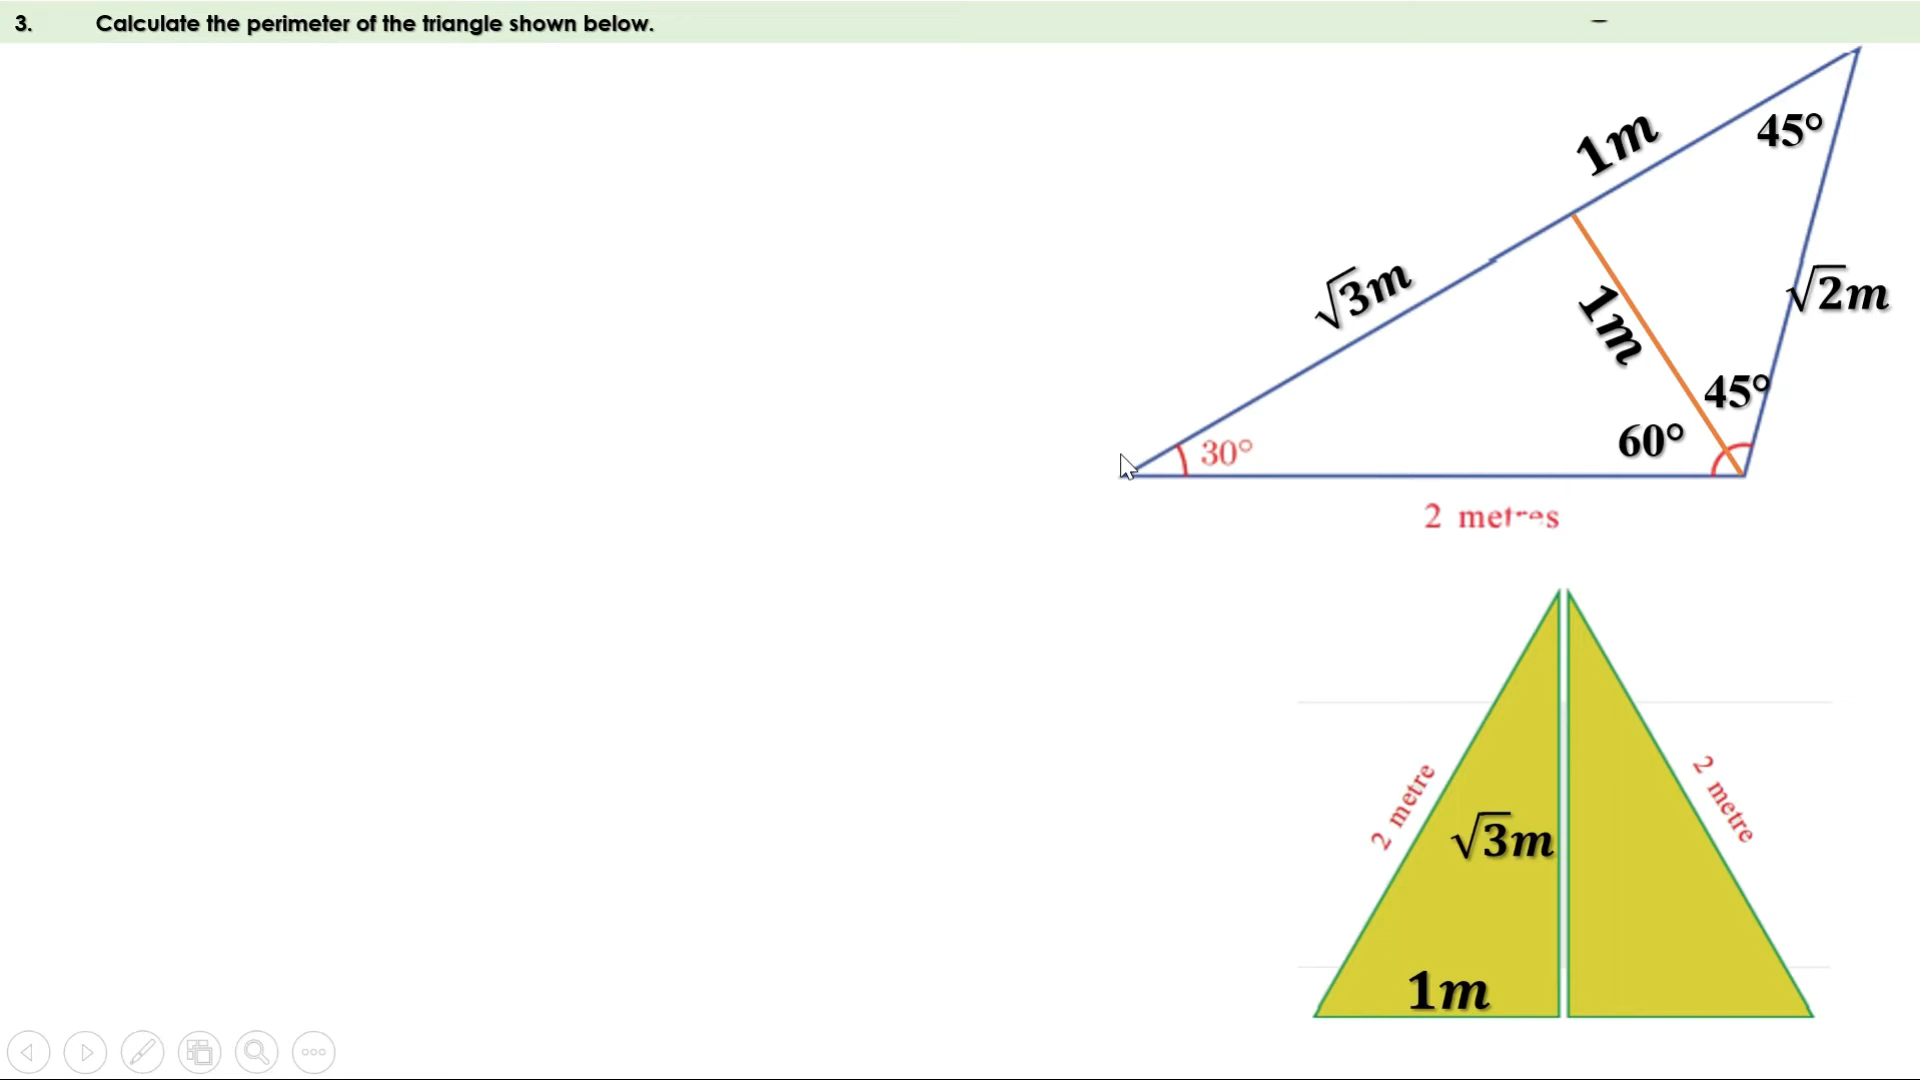 3. Calculate the perimeter of the triangle shown below.
1m
45°
√3m
1m
√2m
45°
60°
30°
2 metres
2 metre
2 metre
√3m
1m